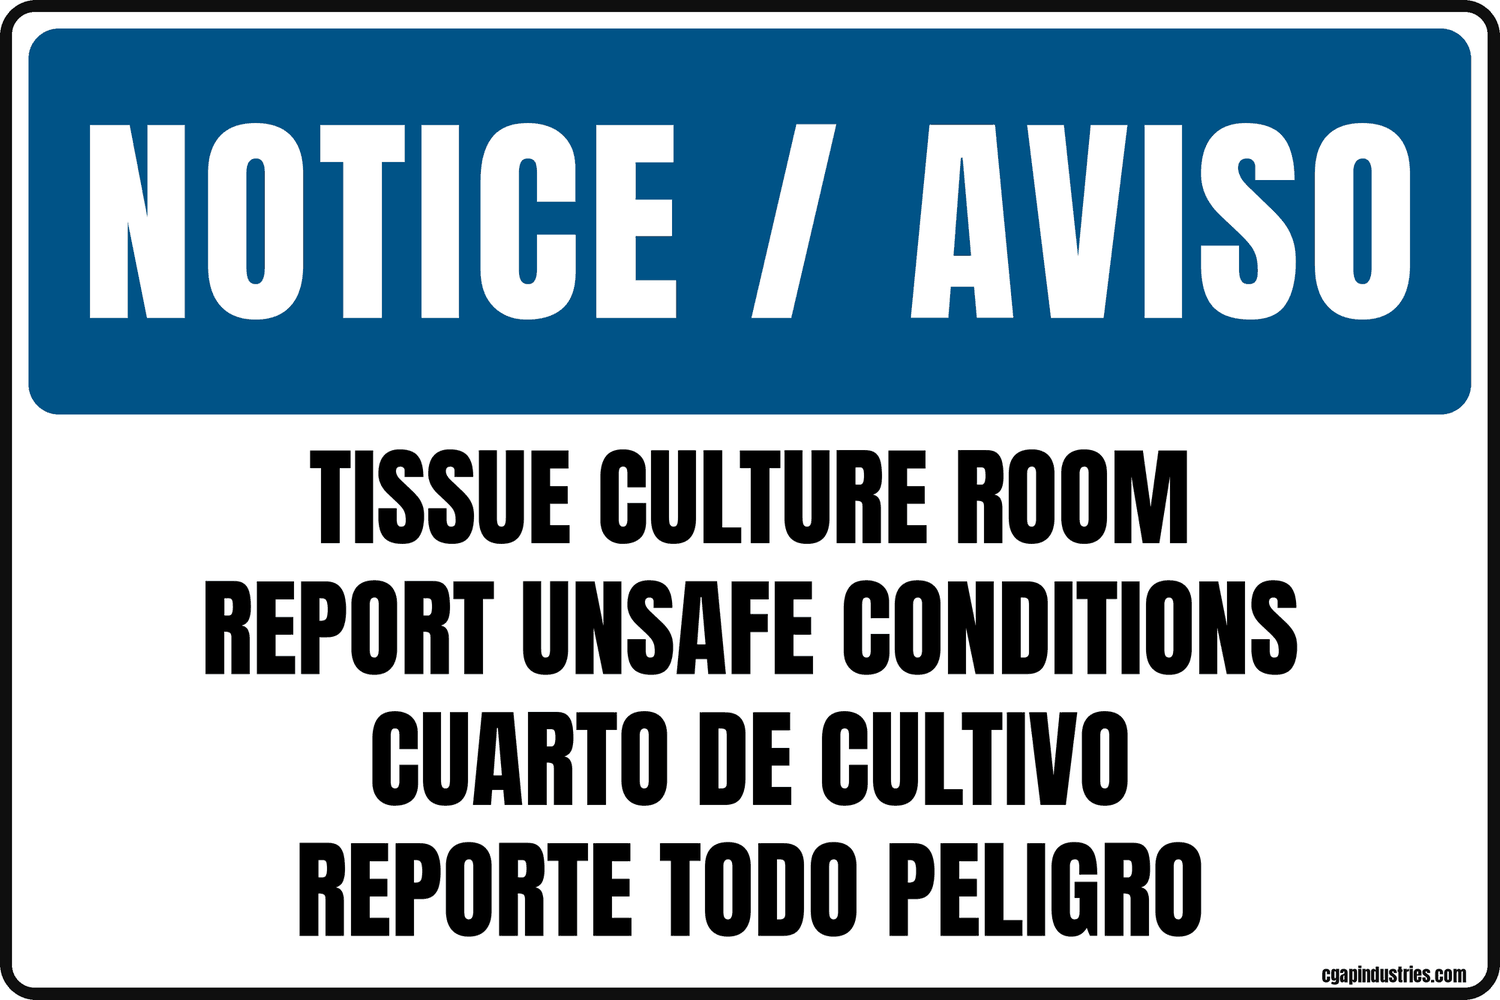 NOTICE / AVISO
TISSUE CULTURE ROOM
REPORT UNSAFE CONDITIONS
CUARTO DE CULTIVO
REPORTE TODO PELIGRO
cgapindustries.com